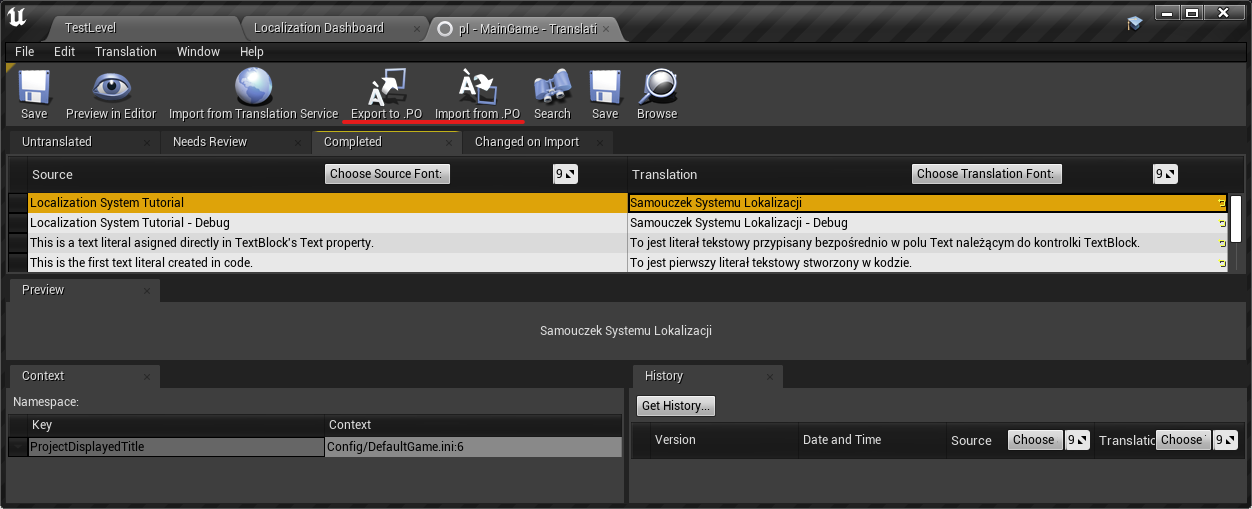 TestLevel Localization Dashboard pl - MainGame - Translati
File Edit Translation Window Help
Save Preview in Editor Import from Translation Service Export to .PO Import from .PO Search Save Browse
Untranslated Needs Review Completed Changed on Import
Source Choose Source Font: 9 Translation Choose Translation Font: 9
Localization System Tutorial Samouczek Systemu Lokalizacji
Localization System Tutorial - Debug Samouczek Systemu Lokalizacji - Debug
This is a text literal asigned directly in TextBlock's Text property. To jest literał tekstowy przypisany bezpośrednio w polu Text należącym do kontrolki TextBlock.
This is the first text literal created in code. To jest pierwszy literał tekstowy stworzony w kodzie.
Preview
Samouczek Systemu Lokalizacji
Context History
Namespace: Get History...
Key Context
Version Date and Time Source Choose 9 Translatic Choose 9
ProjectDisplayedTitle Config/DefaultGame.ini:6